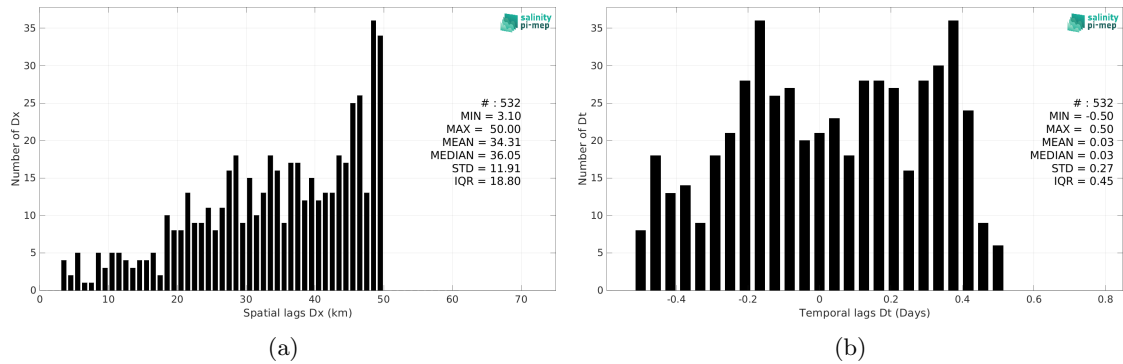 salinity
pi-mep
35
30
25
20
15
10
5
0
Number of Dx
# : 532
MIN = 3.10
MAX = 50.00
MEAN = 34.31
MEDIAN = 36.05
STD = 11.91
IQR = 18.80
0 10 20 30 40 50 60 70
Spatial lags Dx (km)
(a)
salinity
pi-mep
35
30
25
20
15
10
5
0
Number of Dt
# : 532
MIN = -0.50
MAX = 0.50
MEAN = 0.03
MEDIAN = 0.03
STD = 0.27
IQR = 0.45
-0.4 -0.2 0 0.2 0.4 0.6 0.8
Temporal lags Dt (Days)
(b)